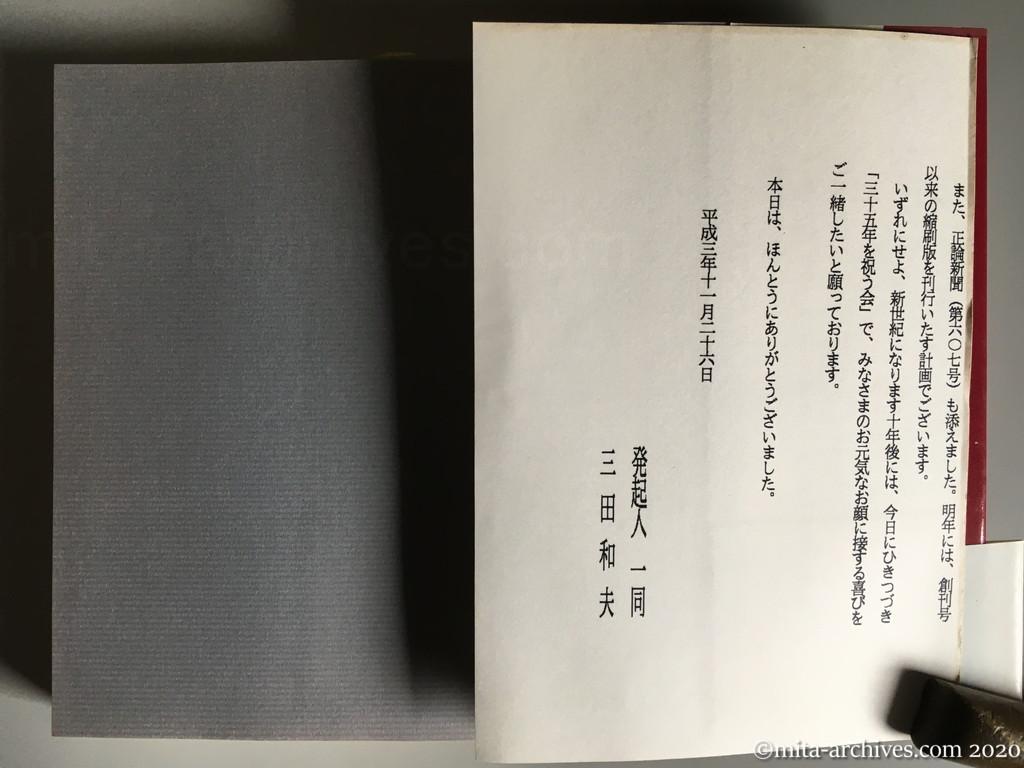 また、正論新聞（第六〇七号）も添えました。明年には、創刊号
以来の縮刷版を刊行いたす計画でございます。
いずれにせよ、新世紀になります十年後には、今日にひきつづき
「三十五年を祝う会」で、みなさまのお元気なお顔に接する喜びを
ご一緒したいと願っております。
本日は、ほんとうにありがとうございました。
平成三年十一月二十六日
発起人一同
三田和夫
mita-archives.com
©mita-archives.com 2020